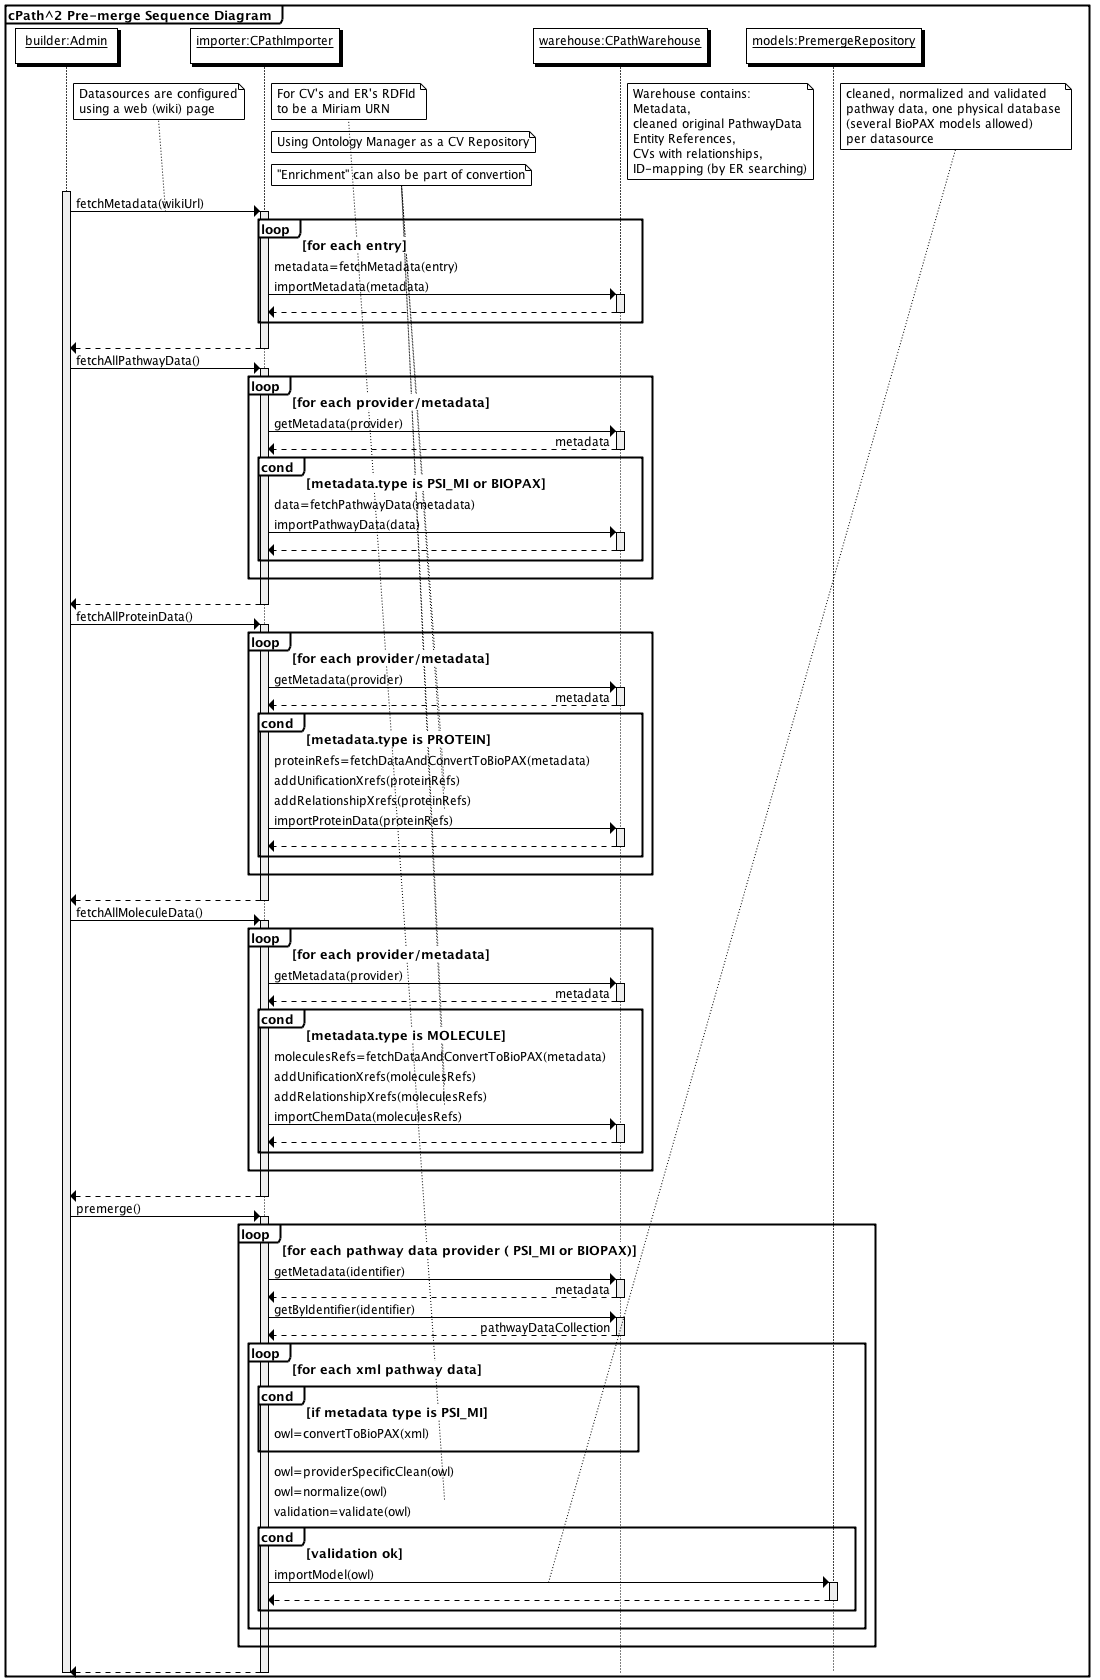 cPath^2 Pre-merge Sequence Diagram
builder:Admin
importer:CPathImporter
warehouse:CPathWarehouse
models:PremergeRepository
Datasources are configured
using a web (wiki) page
For CV's and ER's RDFId
to be a Miriam URN
Using Ontology Manager as a CV Repository
"Enrichment" can also be part of convertion
Warehouse contains:
Metadata,
cleaned original PathwayData
Entity References,
CVs with relationships,
ID-mapping (by ER searching)
cleaned, normalized and validated
pathway data, one physical database
(several BioPAX models allowed)
per datasource
fetchMetadata(wikiUrl)
loop
[for each entry]
metadata=fetchMetadata(entry)
importMetadata(metadata)
fetchAllPathwayData()
loop
[for each provider/metadata]
getMetadata(provider)
metadata
cond
[metadata.type is PSI_MI or BIOPAX]
data=fetchPathwayData(metadata)
importPathwayData(data)
fetchAllProteinData()
loop
[for each provider/metadata]
getMetadata(provider)
metadata
cond
[metadata.type is PROTEIN]
proteinRefs=fetchDataAndConvertToBioPAX(metadata)
addUnificationXrefs(proteinRefs)
addRelationshipXrefs(proteinRefs)
importProteinData(proteinRefs)
fetchAllMoleculeData()
loop
[for each provider/metadata]
getMetadata(provider)
metadata
cond
[metadata.type is MOLECULE]
moleculesRefs=fetchDataAndConvertToBioPAX(metadata)
addUnificationXrefs(moleculesRefs)
addRelationshipXrefs(moleculesRefs)
importChemData(moleculesRefs)
premerge()
loop
[for each pathway data provider ( PSI_MI or BIOPAX)]
getMetadata(identifier)
metadata
getByIdentifier(identifier)
pathwayDataCollection
loop
[for each xml pathway data]
cond
[if metadata type is PSI_MI]
owl=convertToBioPAX(xml)
owl=providerSpecificClean(owl)
owl=normalize(owl)
validation=validate(owl)
cond
[validation ok]
importModel(owl)